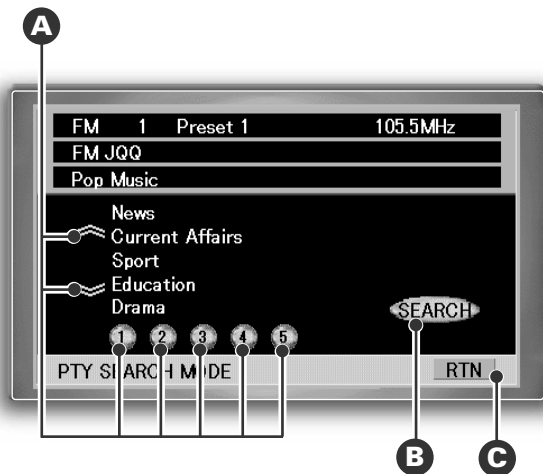 A
FM 1 Preset 1 105.5MHz
FM JQQ
Pop Music
News
Current Affairs
Sport
Education
Drama
SEARCH
1 2 3 4 5
PTY SEARCH MODE RTN
B C